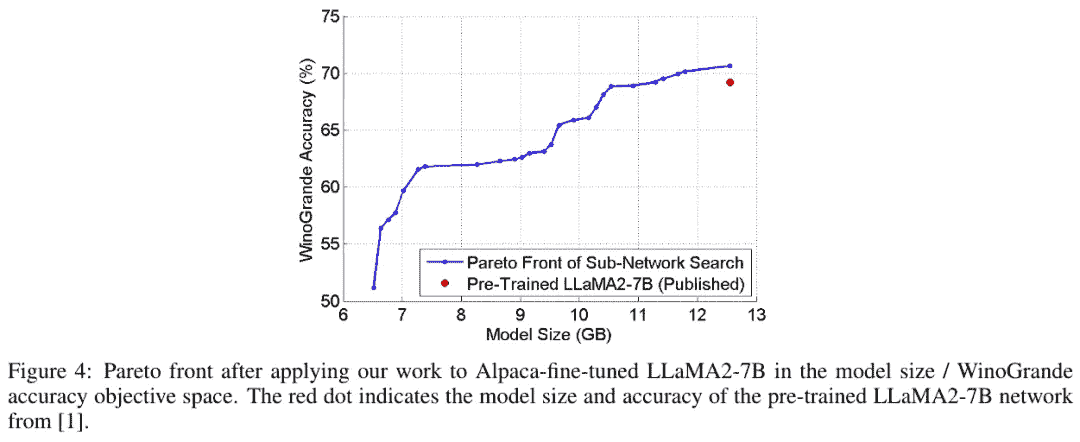 75
70
65
60
55
50
WinoGrande Accuracy (%)
Pareto Front of Sub-Network Search
Pre-Trained LLaMA2-7B (Published)
6 7 8 9 10 11 12 13
Model Size (GB)
Figure 4: Pareto front after applying our work to Alpaca-fine-tuned LLaMA2-7B in the model size / WinoGrande
accuracy objective space. The red dot indicates the model size and accuracy of the pre-trained LLaMA2-7B network
from [1].